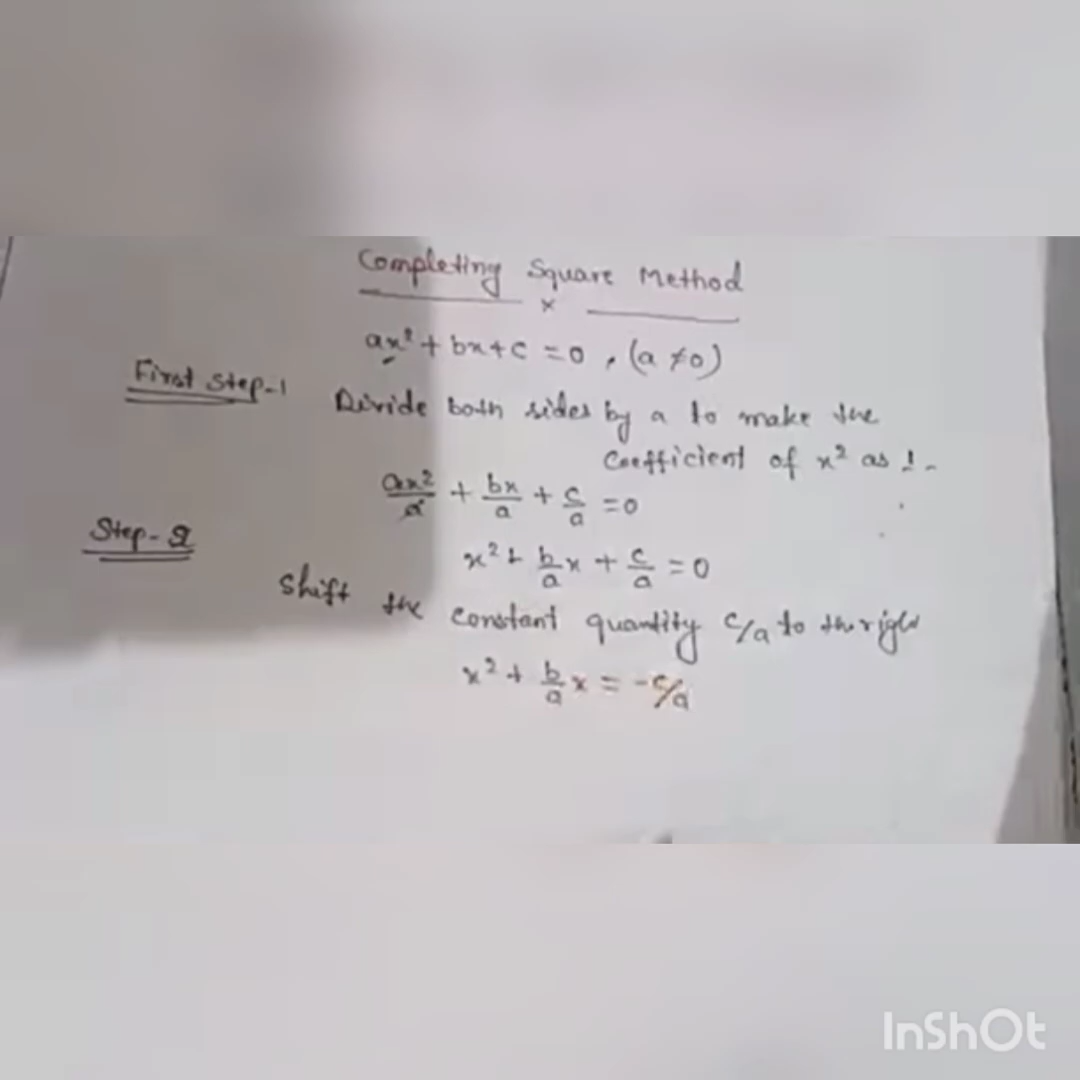 Completing Square Method
×
ax² + bx + c = 0, (a ≠ 0)
First Step-1
Divide both sides by a to make the
Coefficient of x² as 1.
ax²/a + bx/a + c/a = 0
x² + b/a x + c/a = 0
Step-2
Shift the constant quantity c/a to the right
x² + b/a x = -c/a
InShOt